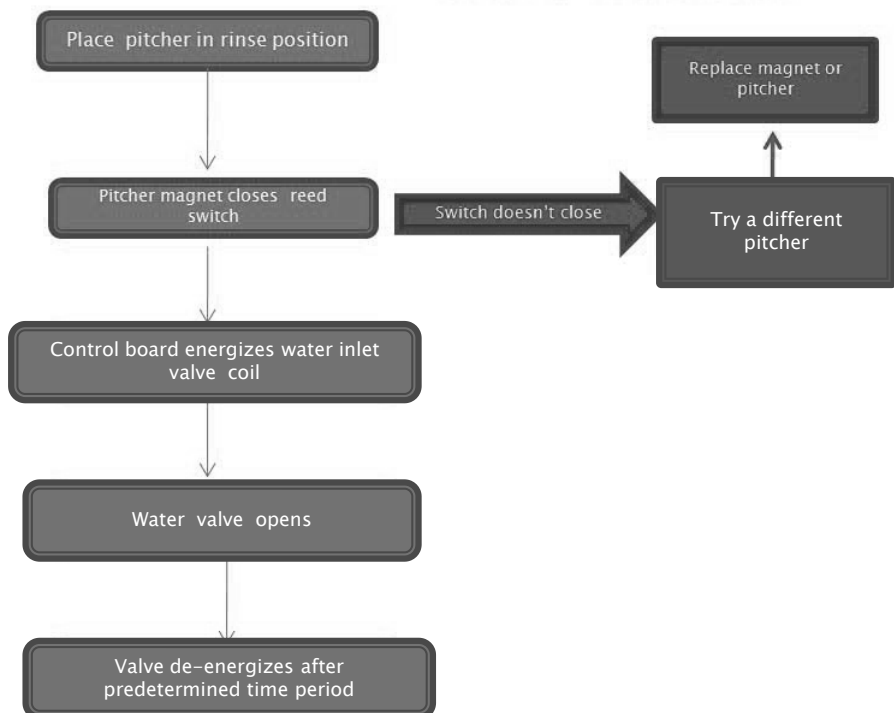 Place pitcher in rinse position
Replace magnet or
pitcher
Pitcher magnet closes reed
switch
Switch doesn't close
Try a different
pitcher
Control board energizes water inlet
valve coil
Water valve opens
Valve de-energizes after
predetermined time period